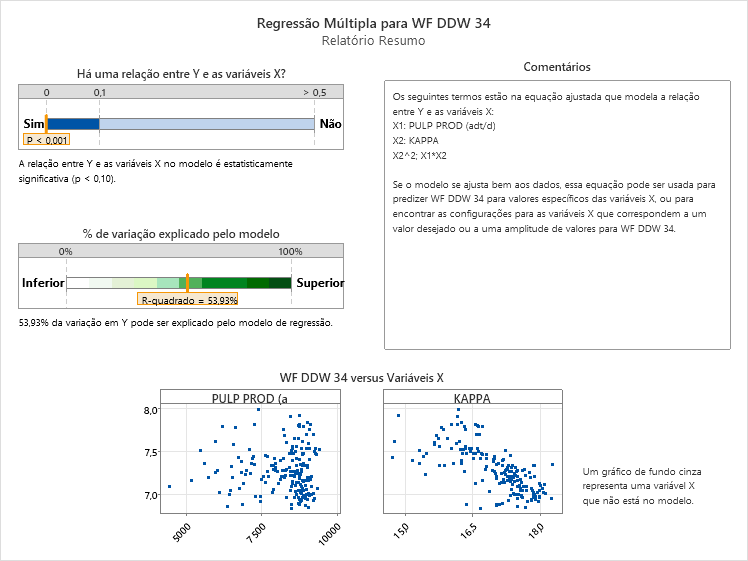 Regressão Múltipla para WF DDW 34
Relatório Resumo
Há uma relação entre Y e as variáveis X?
0 0,1 > 0,5
Sim Não
P < 0,001
A relação entre Y e as variáveis X no modelo é estatisticamente
significativa (p < 0,10).
% de variação explicado pelo modelo
0% 100%
Inferior Superior
R-quadrado = 53,93%
53,93% da variação em Y pode ser explicado pelo modelo de regressão.
Comentários
Os seguintes termos estão na equação ajustada que modela a relação
entre Y e as variáveis X:
X1: PULP PROD (adt/d)
X2: KAPPA
X2^2; X1*X2
Se o modelo se ajusta bem aos dados, essa equação pode ser usada para
predizer WF DDW 34 para valores específicos das variáveis X, ou para
encontrar as configurações para as variáveis X que correspondem a um
valor desejado ou a uma amplitude de valores para WF DDW 34.
WF DDW 34 versus Variáveis X
PULP PROD (a KAPPA
8,0
7,5
7,0
5000 7500 10000
15,0 16,5 18,0
Um gráfico de fundo cinza
representa uma variável X
que não está no modelo.